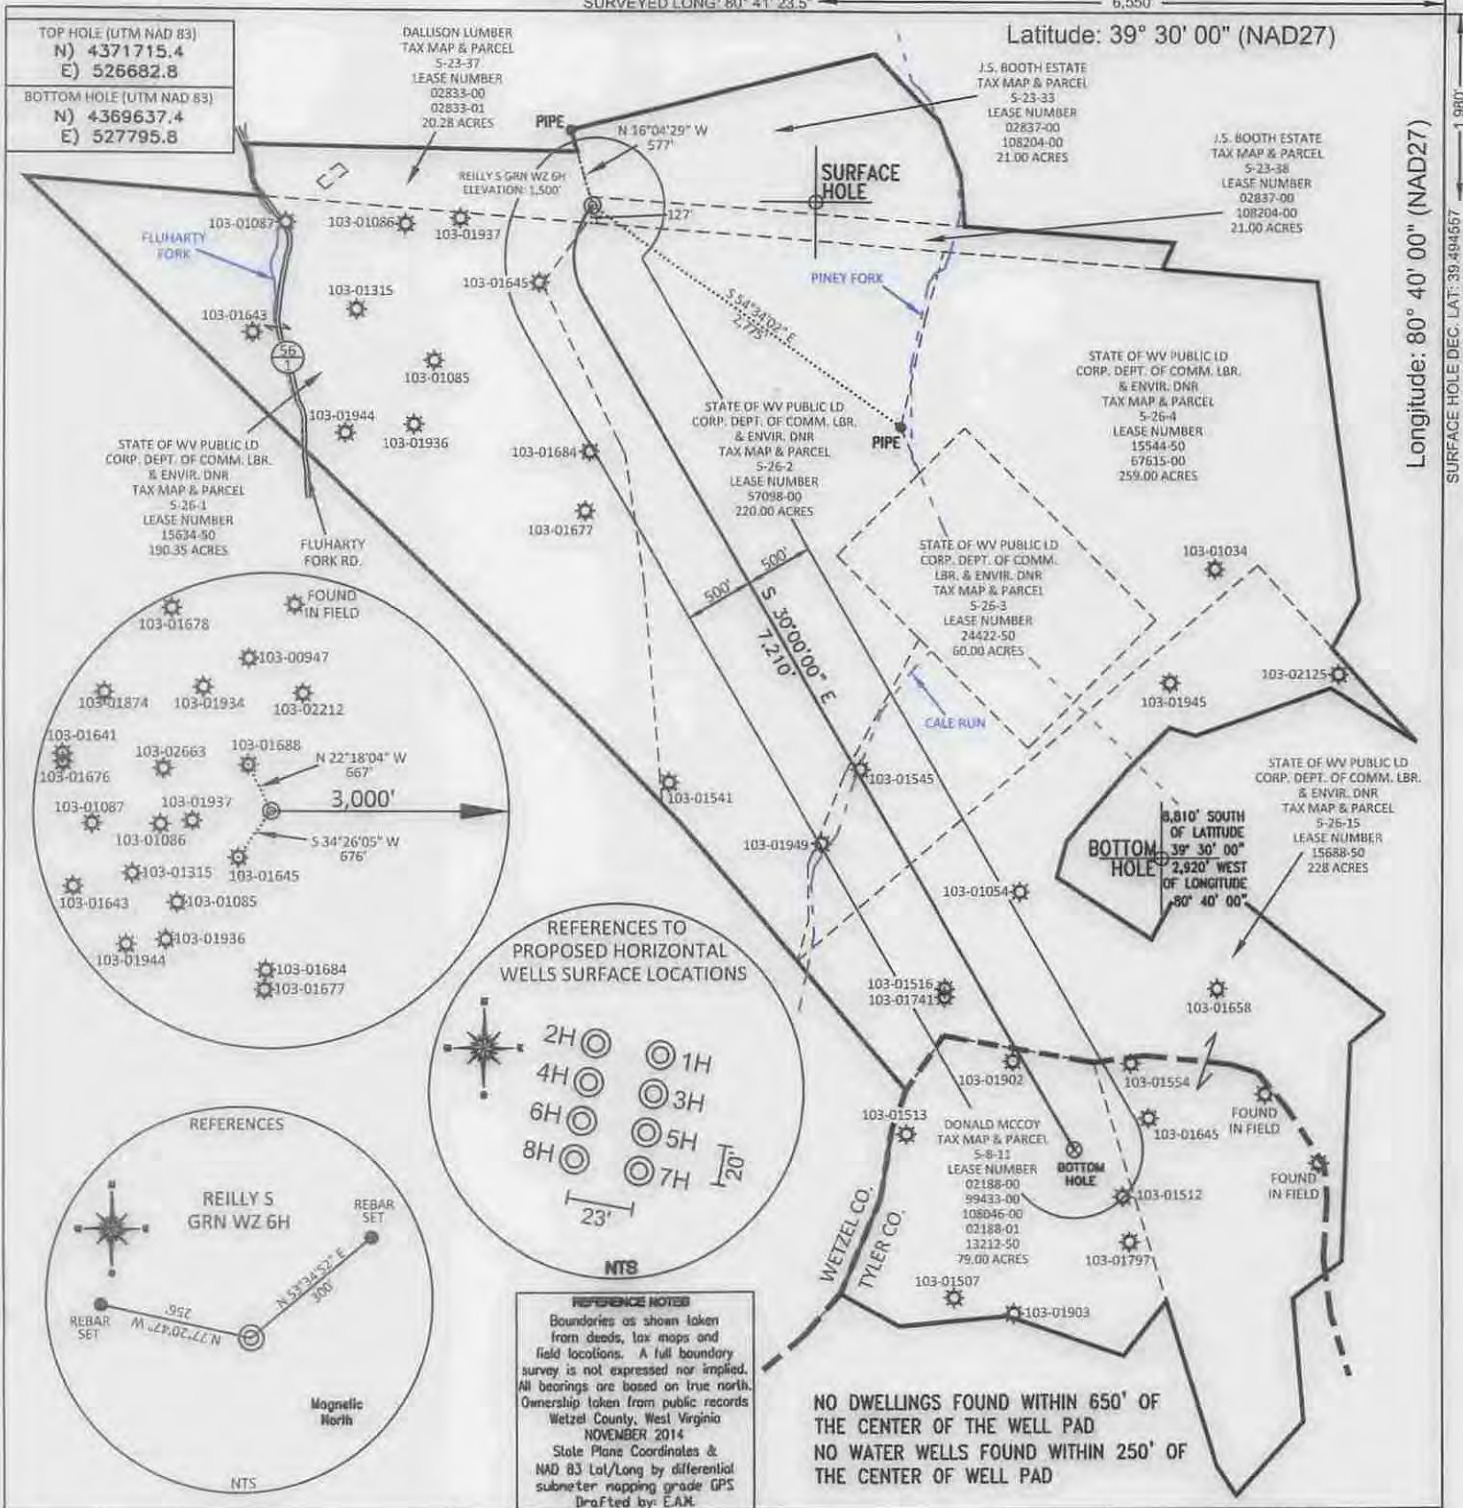 SURVEYED LONG: 80° 41' 23.5"
6,550'
TOP HOLE (UTM NAD 83)
N) 4371715.4
E) 526682.8
BOTTOM HOLE (UTM NAD 83)
N) 4369637.4
E) 527795.8
DALLISON LUMBER
TAX MAP & PARCEL
5-23-37
LEASE NUMBER
02833-00
02833-01
20.28 ACRES
Latitude: 39° 30' 00" (NAD27)
J.S. BOOTH ESTATE
TAX MAP & PARCEL
5-23-33
LEASE NUMBER
02837-00
108204-00
21.00 ACRES
J.S. BOOTH ESTATE
TAX MAP & PARCEL
5-23-38
LEASE NUMBER
02837-00
108204-00
21.00 ACRES
1,980'
Longitude: 80° 40' 00" (NAD27)
SURFACE HOLE DEC. LAT: 39.494557
PIPE
N 16°04'29" W
577'
REILLY S GRN WZ 6H
ELEVATION: 1,500'
SURFACE
HOLE
127'
103-01087
103-01086
103-01937
FLUHARTY
FORK
103-01645
103-01315
103-01643
PINEY FORK
S 54°34'02" E
2,775'
56
1
103-01085
103-01944
103-01936
PIPE
STATE OF WV PUBLIC LD
CORP. DEPT. OF COMM. LBR.
& ENVIR. DNR
TAX MAP & PARCEL
5-26-4
LEASE NUMBER
15544-50
67615-00
259.00 ACRES
STATE OF WV PUBLIC LD
CORP. DEPT. OF COMM. LBR.
& ENVIR. DNR
TAX MAP & PARCEL
5-26-2
LEASE NUMBER
57098-00
220.00 ACRES
STATE OF WV PUBLIC LD
CORP. DEPT. OF COMM. LBR.
& ENVIR. DNR
TAX MAP & PARCEL
5-26-1
LEASE NUMBER
15634-50
190.35 ACRES
103-01684
103-01677
FLUHARTY
FORK RD.
500'
500'
S 30°00'00" E
7,210'
STATE OF WV PUBLIC LD
CORP. DEPT. OF COMM.
LBR. & ENVIR. DNR
TAX MAP & PARCEL
5-26-3
LEASE NUMBER
24422-50
60.00 ACRES
103-01034
103-02125
103-01945
CALE RUN
FOUND
IN FIELD
103-01678
103-00947
103-01874
103-01934
103-02212
103-01641
103-02663
103-01688
N 22°18'04" W
667'
103-01676
3,000'
103-01087
103-01937
103-01086
S 34°26'05" W
676'
103-01315
103-01645
103-01643
103-01085
103-01936
103-01944
103-01684
103-01677
103-01541
103-01545
103-01949
103-01054
STATE OF WV PUBLIC LD
CORP. DEPT. OF COMM. LBR.
& ENVIR. DNR
TAX MAP & PARCEL
5-26-15
LEASE NUMBER
15688-50
228 ACRES
BOTTOM
HOLE
8,810' SOUTH
OF LATITUDE
39° 30' 00"
2,920' WEST
OF LONGITUDE
80° 40' 00"
103-01516
103-01741
103-01658
REFERENCES TO
PROPOSED HORIZONTAL
WELLS SURFACE LOCATIONS
2H
1H
4H
3H
6H
5H
8H
7H
20'
23'
NTS
103-01902
103-01554
FOUND
IN FIELD
103-01513
103-01645
FOUND
IN FIELD
DONALD MCCOY
TAX MAP & PARCEL
5-8-11
LEASE NUMBER
02188-00
99433-00
108046-00
02188-01
13212-50
79.00 ACRES
BOTTOM
HOLE
103-01512
103-01797
WETZEL CO.
TYLER CO.
103-01507
103-01903
REFERENCES
REILLY S
GRN WZ 6H
REBAR
SET
N 53°34'52" E
300'
REBAR
SET
256'
N 77°20'47" W
Magnetic
North
NTS
REFERENCE NOTES
Boundaries as shown taken
from deeds, tax maps and
field locations. A full boundary
survey is not expressed nor implied.
All bearings are based on true north.
Ownership taken from public records
Wetzel County, West Virginia
NOVEMBER 2014
State Plane Coordinates &
NAD 83 Lat/Long by differential
submeter mapping grade GPS
Drafted by: E.A.H.
NO DWELLINGS FOUND WITHIN 650' OF
THE CENTER OF THE WELL PAD
NO WATER WELLS FOUND WITHIN 250' OF
THE CENTER OF WELL PAD